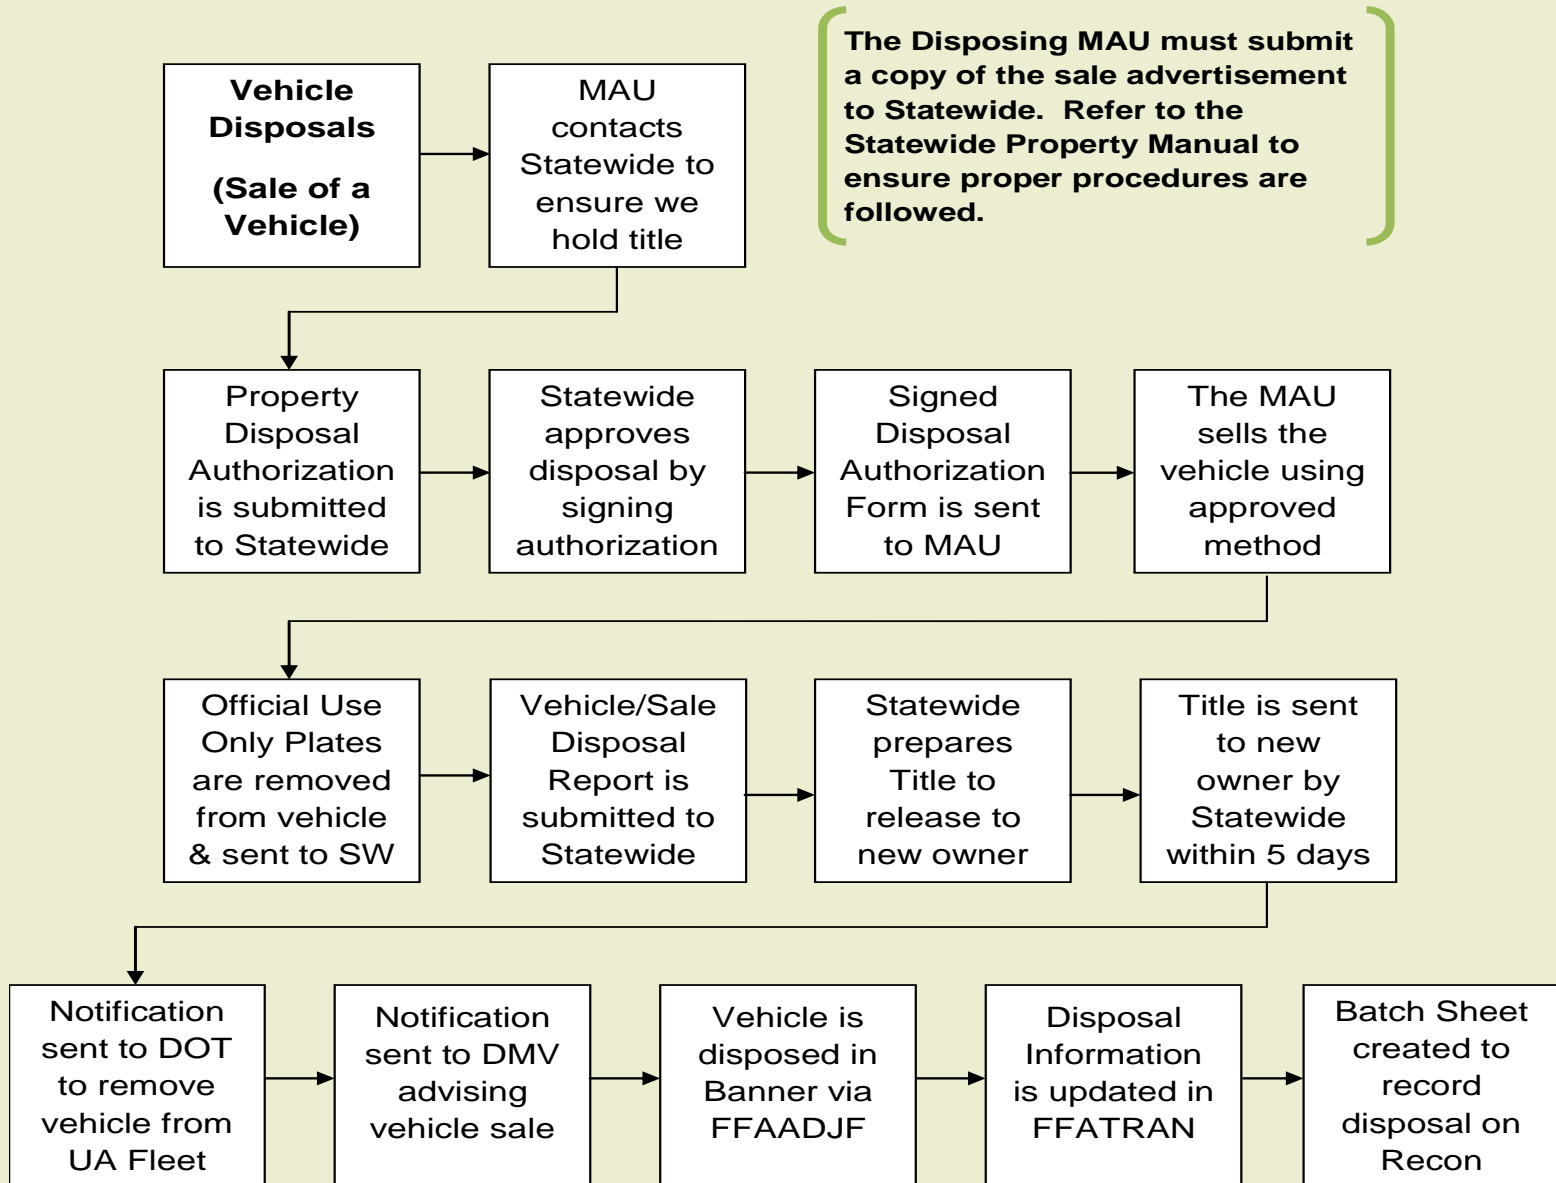 Vehicle
Disposals
(Sale of a
Vehicle)
MAU
contacts
Statewide to
ensure we
hold title
The Disposing MAU must submit
a copy of the sale advertisement
to Statewide.  Refer to the
Statewide Property Manual to
ensure proper procedures are
followed.
Property
Disposal
Authorization
is submitted
to Statewide
Statewide
approves
disposal by
signing
authorization
Signed
Disposal
Authorization
Form is sent
to MAU
The MAU
sells the
vehicle using
approved
method
Official Use
Only Plates
are removed
from vehicle
& sent to SW
Vehicle/Sale
Disposal
Report is
submitted to
Statewide
Statewide
prepares
Title to
release to
new owner
Title is sent
to new
owner by
Statewide
within 5 days
Notification
sent to DOT
to remove
vehicle from
UA Fleet
Notification
sent to DMV
advising
vehicle sale
Vehicle is
disposed in
Banner via
FFAADJF
Disposal
Information
is updated in
FFATRAN
Batch Sheet
created to
record
disposal on
Recon